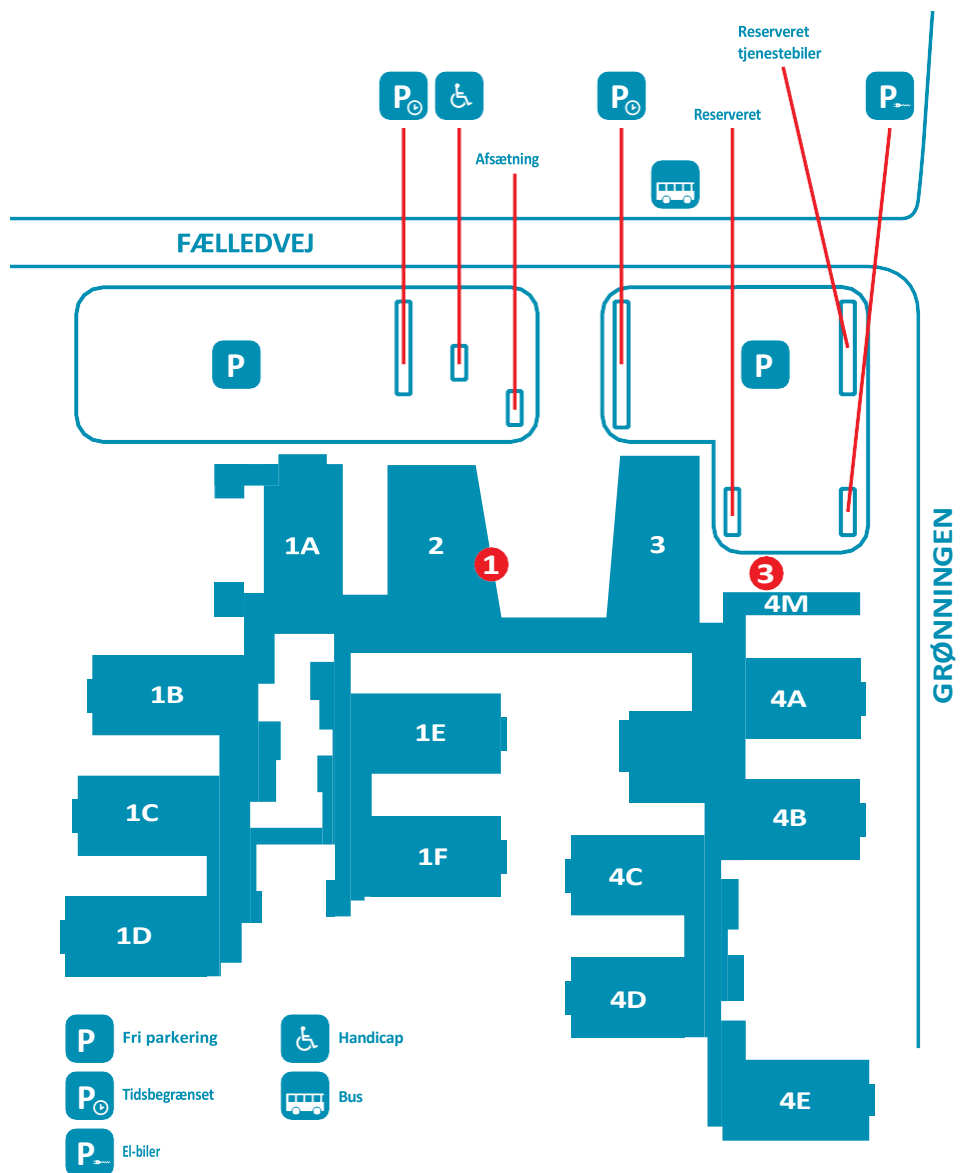 Reserveret
tjenestebiler
P
P
P
Reserveret
Afsætning
FÆLLEDVEJ
P
P
1A
2
3
1
3
4M
GRØNNINGEN
1B
4A
1E
1C
4B
1F
4C
1D
4D
P Fri parkering
Handicap
P Tidsbegrænset
Bus
4E
P El-biler